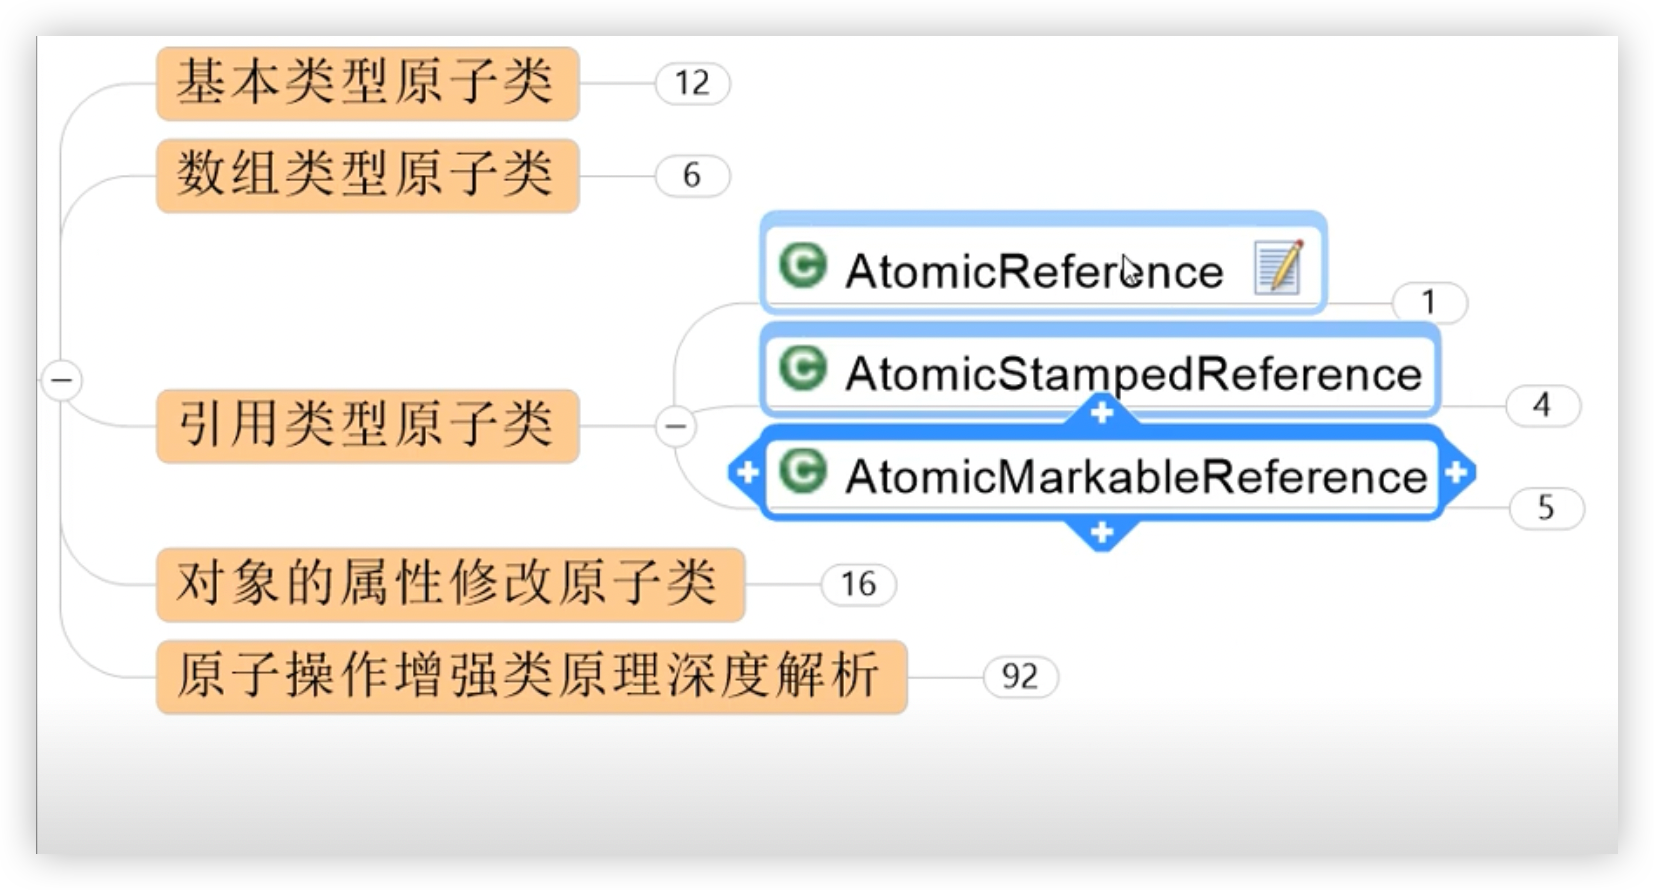 基本类型原子类
12
数组类型原子类
6
引用类型原子类
AtomicReference
1
AtomicStampedReference
4
AtomicMarkableReference
5
对象的属性修改原子类
16
原子操作增强类原理深度解析
92